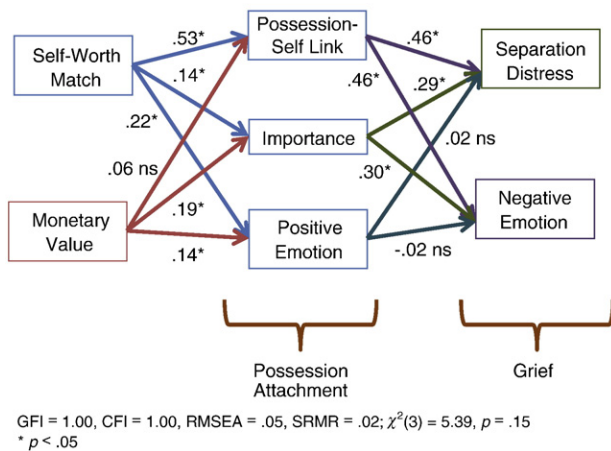 Self-Worth
Match
Monetary
Value
.53*
.14*
.22*
.06 ns
.19*
.14*
Possession-
Self Link
Importance
Positive
Emotion
.46*
.46*
.29*
.02 ns
.30*
-.02 ns
Separation
Distress
Negative
Emotion
Possession
Attachment
Grief
GFI = 1.00, CFI = 1.00, RMSEA = .05, SRMR = .02; χ²(3) = 5.39, p = .15
* p < .05